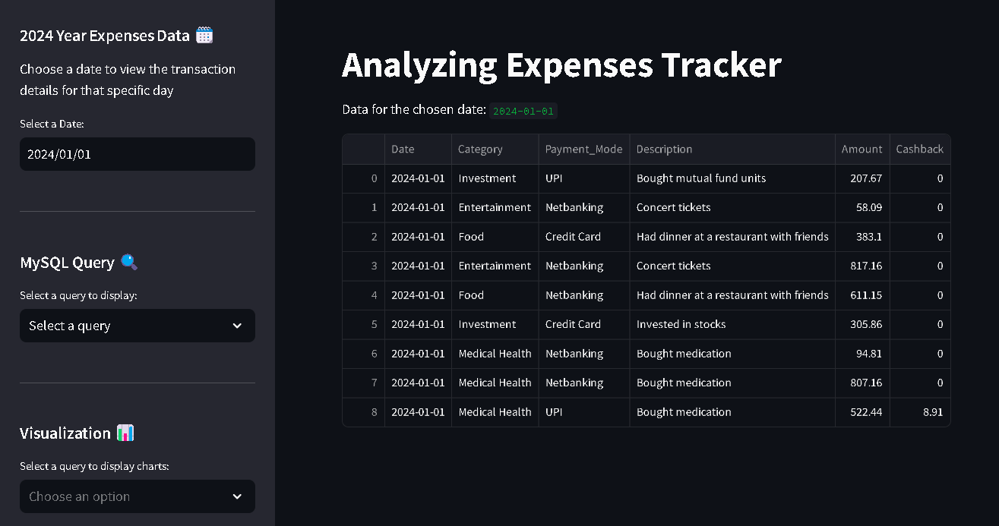 2024 Year Expenses Data
Choose a date to view the transaction
details for that specific day
Select a Date:
2024/01/01
MySQL Query
Select a query to display:
Select a query
Visualization
Select a query to display charts:
Choose an option
Analyzing Expenses Tracker
Data for the chosen date: 2024-01-01
Date Category Payment_Mode Description Amount Cashback
0 2024-01-01 Investment UPI Bought mutual fund units 207.67 0
1 2024-01-01 Entertainment Netbanking Concert tickets 58.09 0
2 2024-01-01 Food Credit Card Had dinner at a restaurant with friends 383.1 0
3 2024-01-01 Entertainment Netbanking Concert tickets 817.16 0
4 2024-01-01 Food Netbanking Had dinner at a restaurant with friends 611.15 0
5 2024-01-01 Investment Credit Card Invested in stocks 305.86 0
6 2024-01-01 Medical Health Netbanking Bought medication 94.81 0
7 2024-01-01 Medical Health Netbanking Bought medication 807.16 0
8 2024-01-01 Medical Health UPI Bought medication 522.44 8.91